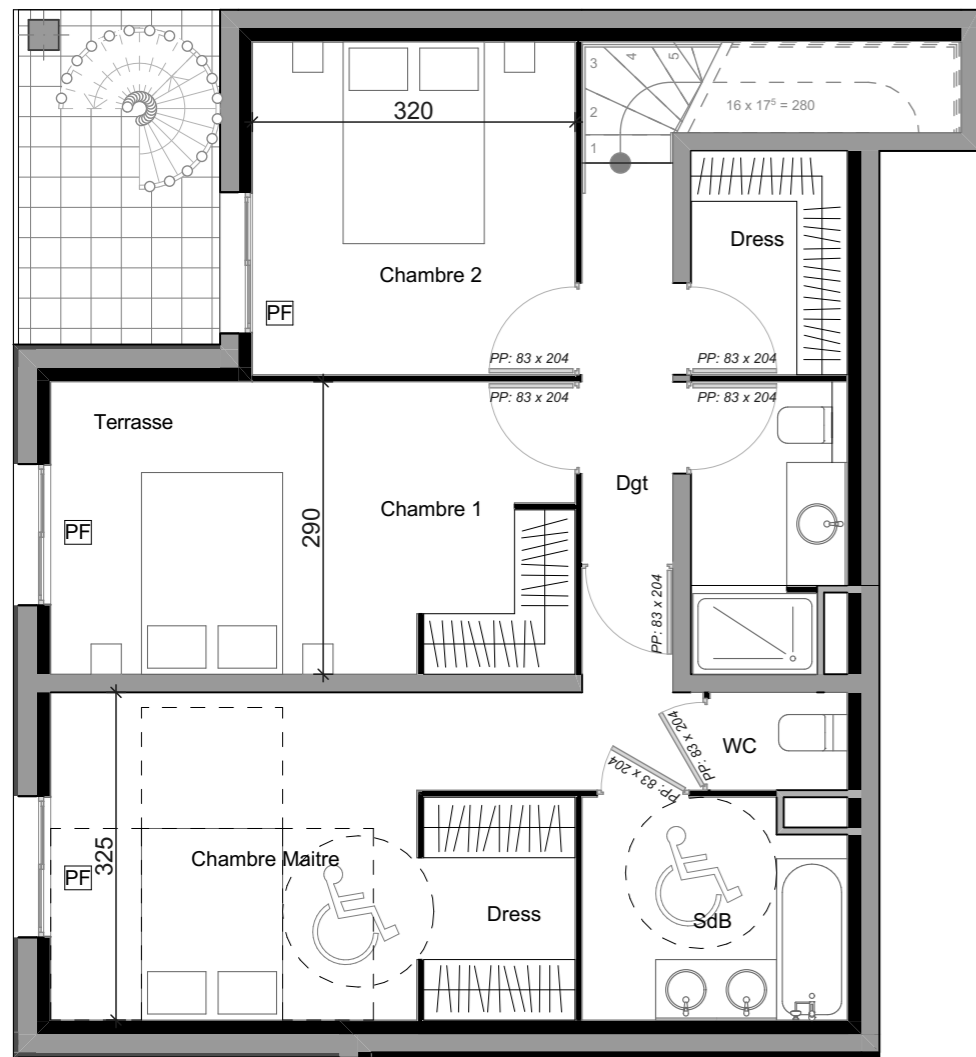 3
4
5
16 x 17⁵ = 280
320
2
1
Dress
Chambre 2
PF
PP: 83 x 204
PP: 83 x 204
PP: 83 x 204
PP: 83 x 204
Terrasse
Dgt
Chambre 1
290
PF
PP: 83 x 204
PP: 83 x 204
WC
PP: 83 x 204
325
Chambre Maitre
PF
Dress
SdB